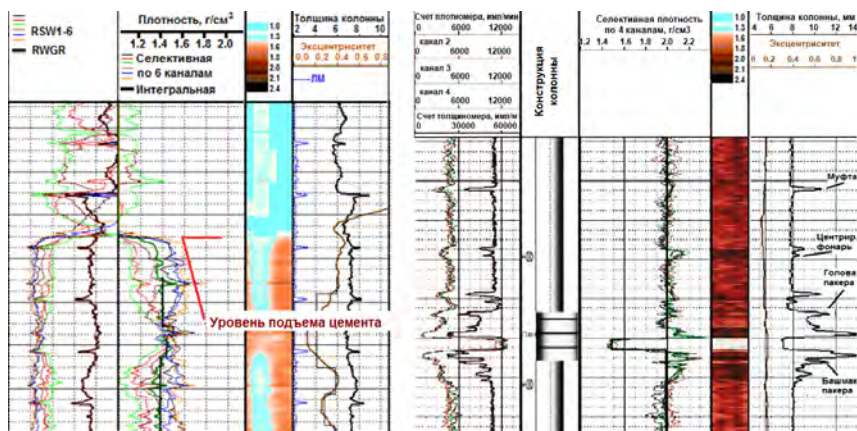 RSW1-6
RWGR
Плотность, г/см³
1.2 1.4 1.6 1.8 2.0
Селективная
по 6 каналам
Интегральная
1.0
1.5
1.6
1.8
2.0
2.1
2.4
Толщина колонны
2 4 6 8 10
Эксцентриситет
0.0 0.2 0.4 0.6 0.8
ЛМ
Уровень подъема цемента
Счет плотномера, имп/мин
0 6000 12000
канал 2
0 6000 12000
канал 3
0 6000 12000
канал 4
0 6000 12000
Счет толщиномера, имп/м
0 30000 60000
Конструкция
колонны
Селективная плотность
по 4 каналам, г/см3
1.2 1.6 2.0 2.4
1.0
1.5
1.6
1.8
2.0
2.1
2.4
Толщина колонны, мм
2 4 6 8 10 12 14
Эксцентриситет
0.0 0.2 0.4 0.6 0.8 1.0
Муфта
Центрир.
фонарь
Голова
пакера
Башмак
пакера